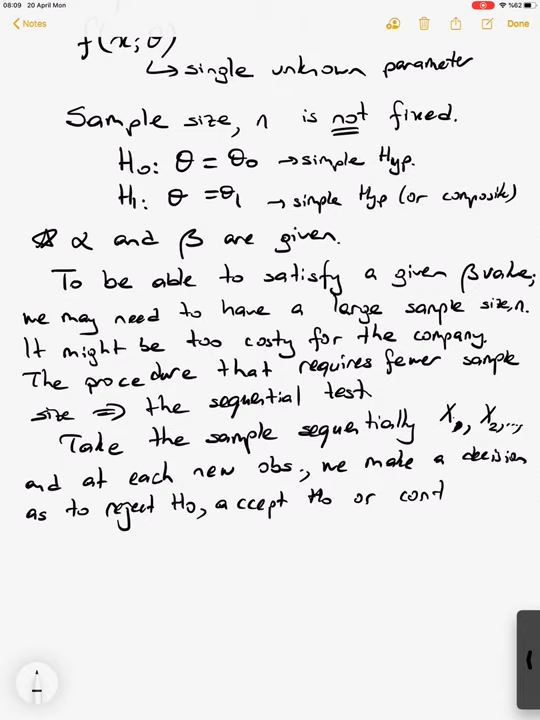 08:09 20 April Mon
%62
Notes
Done
f(x; θ)
↳ single unknown parameter
Sample size, n is not fixed.
H0: θ = θ0 → simple Hyp.
H1: θ = θ1 → simple Hyp (or composite)
☆ α and β are given.
To be able to satisfy a given β value,
we may need to have a large sample size, n.
It might be too costy for the company.
The procedure that requires fewer sample
size ⇒ the sequential test
Take the sample sequentially X1, X2, ...,
and at each new obs., we make a decision
as to reject H0, accept H0 or cont